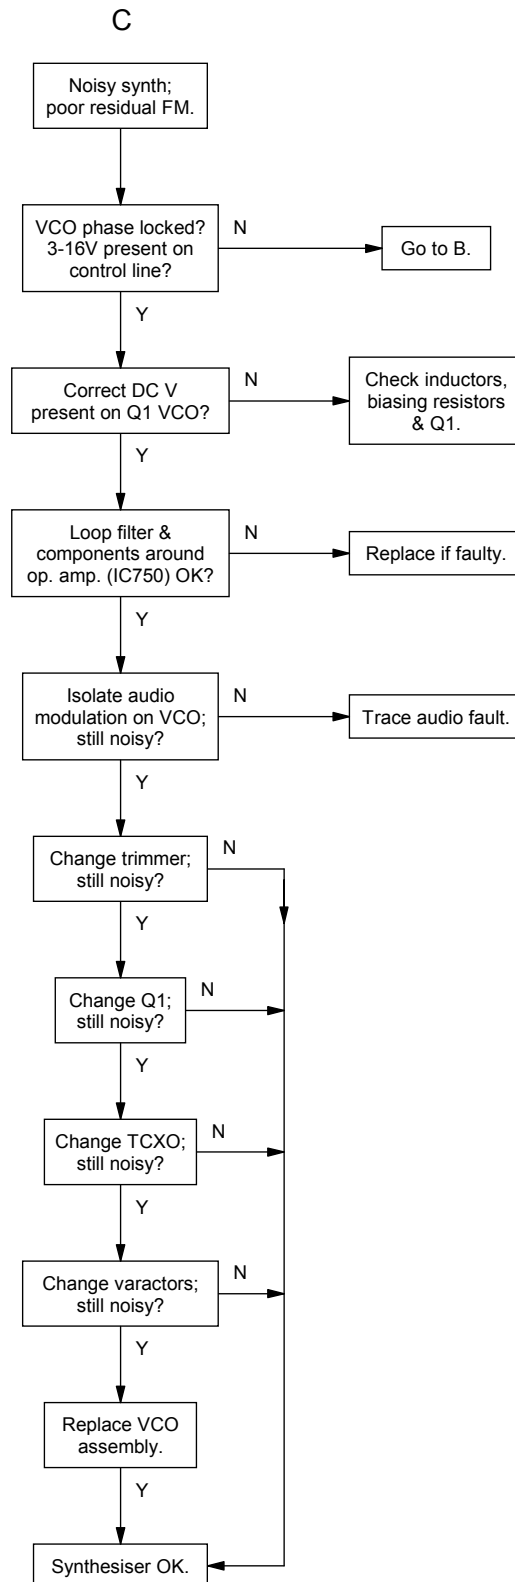 C
Noisy synth;
poor residual FM.
VCO phase locked?
3-16V present on
control line?
N
Go to B.
Y
Correct DC V
present on Q1 VCO?
N
Check inductors,
biasing resistors
& Q1.
Y
Loop filter &
components around
op. amp. (IC750) OK?
N
Replace if faulty.
Y
Isolate audio
modulation on VCO;
still noisy?
N
Trace audio fault.
Y
Change trimmer;
still noisy?
N
Y
Change Q1;
still noisy?
N
Y
Change TCXO;
still noisy?
N
Y
Change varactors;
still noisy?
N
Y
Replace VCO
assembly.
Y
Synthesiser OK.